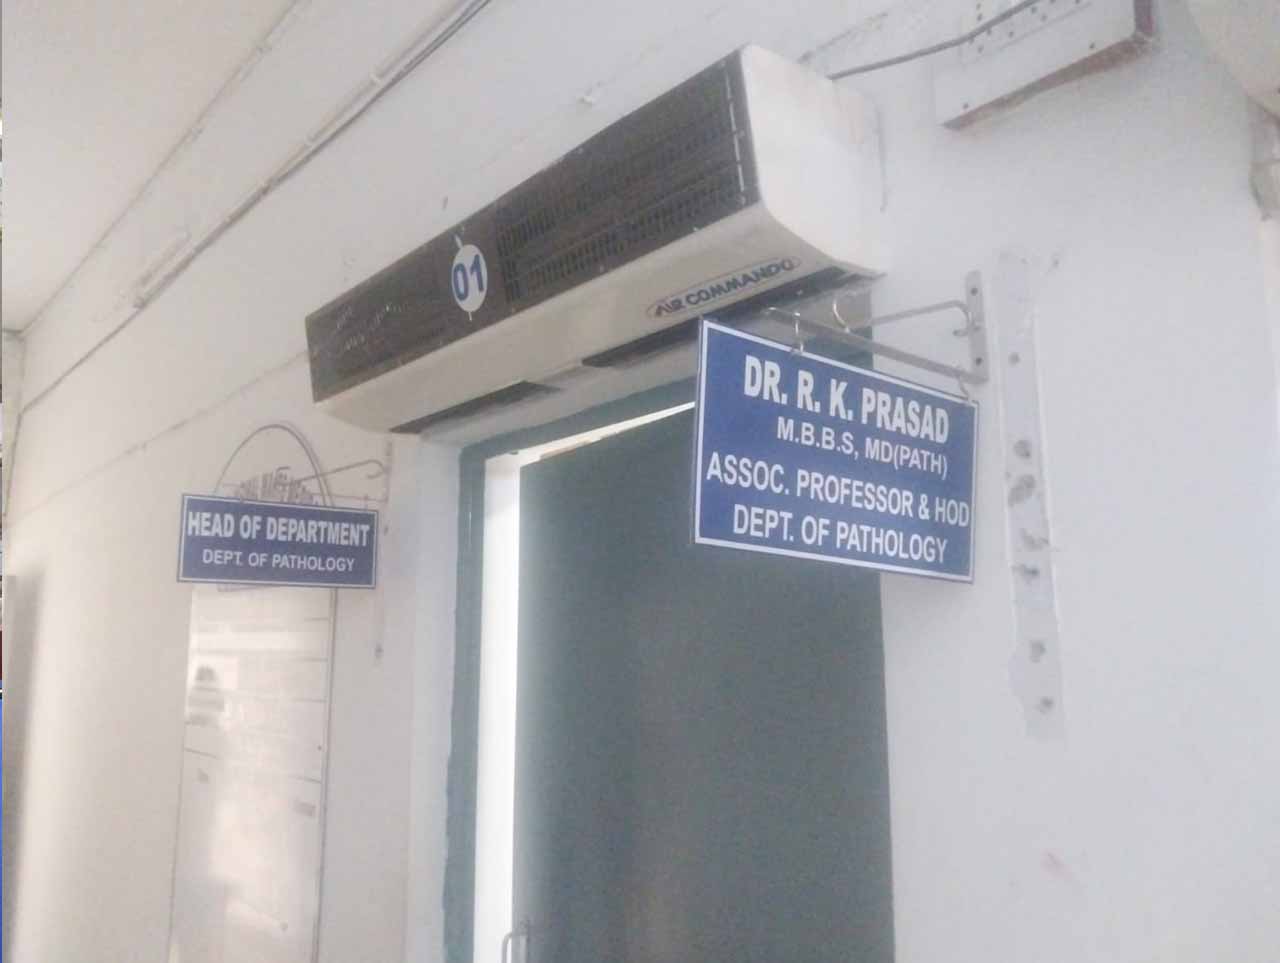 01
AIR COMMANDO
HEAD OF DEPARTMENT
DEPT. OF PATHOLOGY
DR. R. K. PRASAD
M.B.B.S, MD(PATH)
ASSOC. PROFESSOR & HOD
DEPT. OF PATHOLOGY